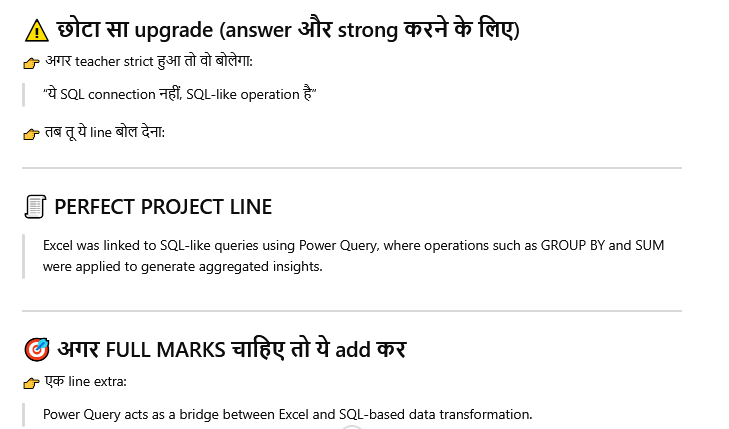 ⚠️ छोटा सा upgrade (answer और strong करने के लिए)
👉 अगर teacher strict हुआ तो वो बोलेगा:
“ये SQL connection नहीं, SQL-like operation है”
👉 तब तू ये line बोल देना:
📜 PERFECT PROJECT LINE
Excel was linked to SQL-like queries using Power Query, where operations such as GROUP BY and SUM
were applied to generate aggregated insights.
🎯 अगर FULL MARKS चाहिए तो ये add कर
👉 एक line extra:
Power Query acts as a bridge between Excel and SQL-based data transformation.